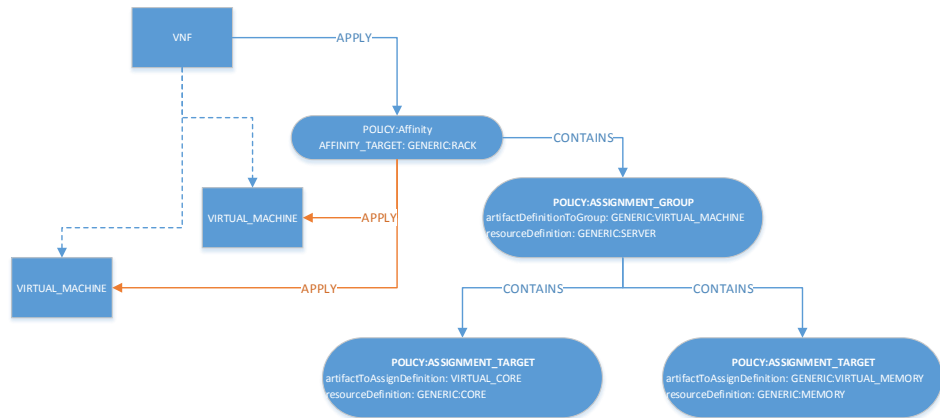 VNF
APPLY
POLICY:Affinity
AFFINITY_TARGET: GENERIC:RACK
CONTAINS
POLICY:ASSIGNMENT_GROUP
artifactDefinitionToGroup: GENERIC:VIRTUAL_MACHINE
resourceDefinition: GENERIC:SERVER
VIRTUAL_MACHINE
APPLY
VIRTUAL_MACHINE
APPLY
CONTAINS
CONTAINS
POLICY:ASSIGNMENT_TARGET
artifactToAssignDefinition: VIRTUAL_CORE
resourceDefinition: GENERIC:CORE
POLICY:ASSIGNMENT_TARGET
artifactToAssignDefinition: GENERIC:VIRTUAL_MEMORY
resourceDefinition: GENERIC:MEMORY